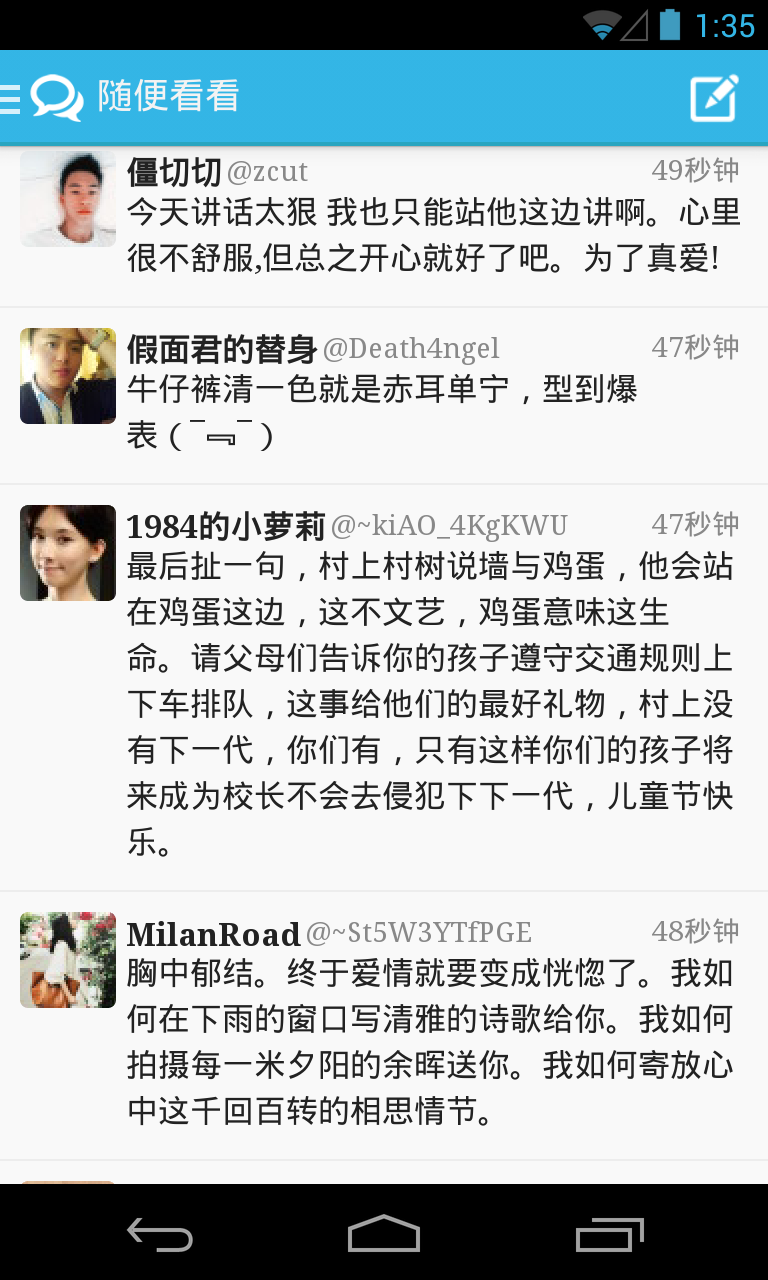 1:35
随便看看
僵切切 @zcut 49秒钟
今天讲话太狠 我也只能站他这边讲啊。心里
很不舒服,但总之开心就好了吧。为了真爱!
假面君的替身 @Death4ngel 47秒钟
牛仔裤清一色就是赤耳单宁，型到爆
表（¯﹃¯）
1984的小萝莉 @~kiAO_4KgKWU 47秒钟
最后扯一句，村上村树说墙与鸡蛋，他会站
在鸡蛋这边，这不文艺，鸡蛋意味这生
命。请父母们告诉你的孩子遵守交通规则上
下车排队，这事给他们的最好礼物，村上没
有下一代，你们有，只有这样你们的孩子将
来成为校长不会去侵犯下下一代，儿童节快
乐。
MilanRoad @~St5W3YTfPGE 48秒钟
胸中郁结。终于爱情就要变成恍惚了。我如
何在下雨的窗口写清雅的诗歌给你。我如何
拍摄每一米夕阳的余晖送你。我如何寄放心
中这千回百转的相思情节。